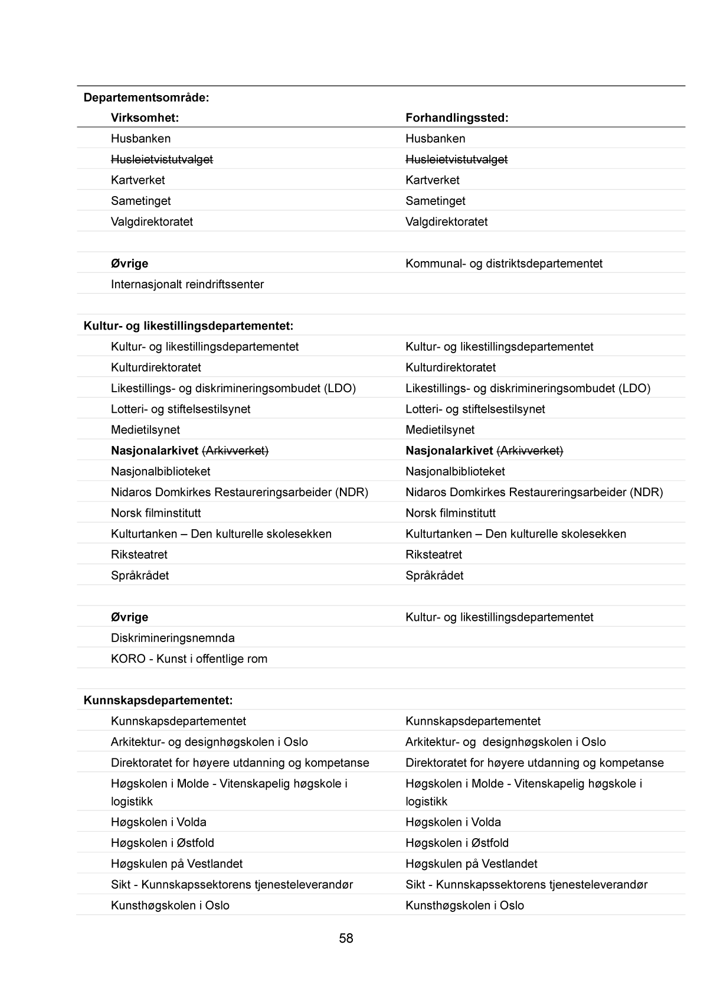 Departementsområde:
Virksomhet: Forhandlingssted:
Husbanken Husbanken
Husleietvistutvalget Husleietvistutvalget
Kartverket Kartverket
Sametinget Sametinget
Valgdirektoratet Valgdirektoratet
Øvrige Kommunal- og distriktsdepartementet
Internasjonalt reindriftssenter
Kultur- og likestillingsdepartementet:
Kultur- og likestillingsdepartementet Kultur- og likestillingsdepartementet
Kulturdirektoratet Kulturdirektoratet
Likestillings- og diskrimineringsombudet (LDO) Likestillings- og diskrimineringsombudet (LDO)
Lotteri- og stiftelsestilsynet Lotteri- og stiftelsestilsynet
Medietilsynet Medietilsynet
Nasjonalarkivet (Arkivverket) Nasjonalarkivet (Arkivverket)
Nasjonalbiblioteket Nasjonalbiblioteket
Nidaros Domkirkes Restaureringsarbeider (NDR) Nidaros Domkirkes Restaureringsarbeider (NDR)
Norsk filminstitutt Norsk filminstitutt
Kulturtanken – Den kulturelle skolesekken Kulturtanken – Den kulturelle skolesekken
Riksteatret Riksteatret
Språkrådet Språkrådet
Øvrige Kultur- og likestillingsdepartementet
Diskrimineringsnemnda
KORO - Kunst i offentlige rom
Kunnskapsdepartementet:
Kunnskapsdepartementet Kunnskapsdepartementet
Arkitektur- og designhøgskolen i Oslo Arkitektur- og  designhøgskolen i Oslo
Direktoratet for høyere utdanning og kompetanse Direktoratet for høyere utdanning og kompetanse
Høgskolen i Molde - Vitenskapelig høgskole i Høgskolen i Molde - Vitenskapelig høgskole i
logistikk logistikk
Høgskolen i Volda Høgskolen i Volda
Høgskolen i Østfold Høgskolen i Østfold
Høgskulen på Vestlandet Høgskulen på Vestlandet
Sikt - Kunnskapssektorens tjenesteleverandør Sikt - Kunnskapssektorens tjenesteleverandør
Kunsthøgskolen i Oslo Kunsthøgskolen i Oslo
58